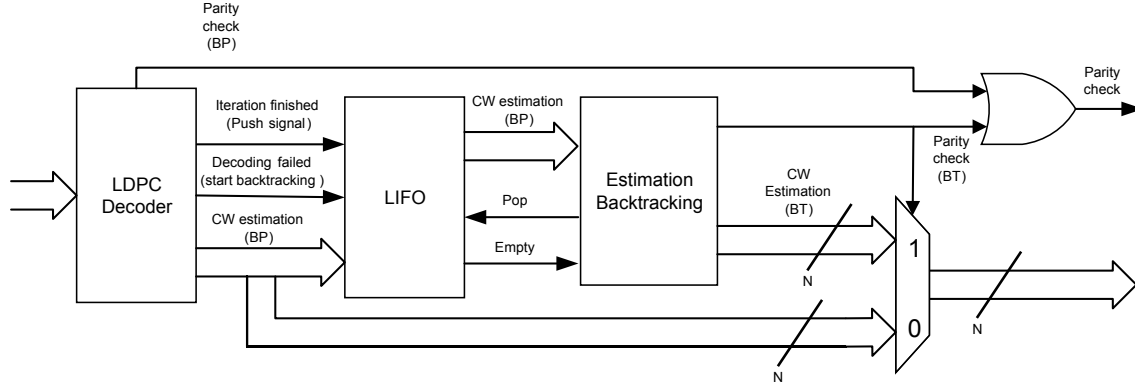 Parity
check
(BP)
Iteration finished
(Push signal)
Decoding failed
(start backtracking )
CW estimation
(BP)
LDPC
Decoder
LIFO
CW estimation
(BP)
Pop
Empty
Estimation
Backtracking
CW
Estimation
(BT)
N
N
Parity
check
(BT)
Parity
check
1
0
N